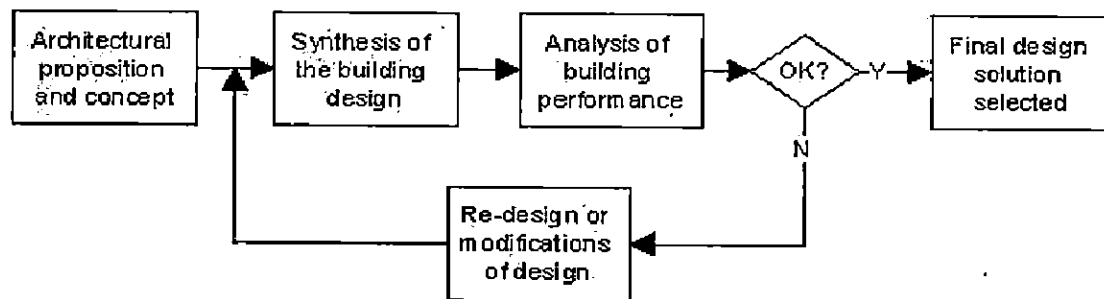 Architectural
proposition
and concept
Synthesis of
the building
design
Analysis of
building
performance
OK?
Y
Final design
solution
selected
N
Re-design or
modifications
of design.